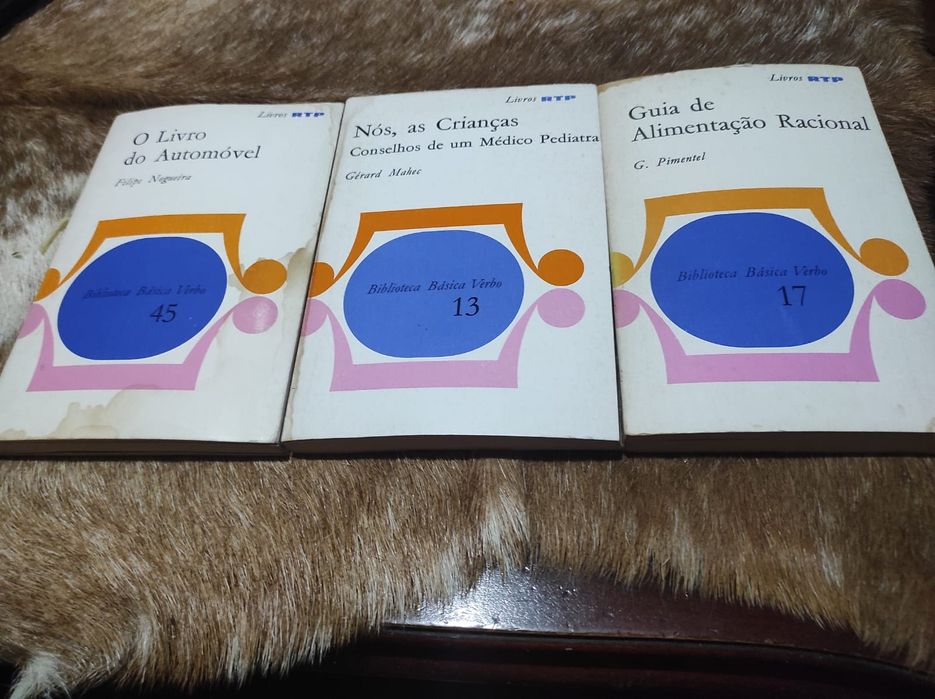 Livros RTP
O Livro
do Automóvel
Filipe Nogueira
Biblioteca Básica Verbo
45
Livros RTP
Nós, as Crianças
Conselhos de um Médico Pediatra
Gérard Mahec
Biblioteca Básica Verbo
13
Livros RTP
Guia de
Alimentação Racional
G. Pimentel
Biblioteca Básica Verbo
17